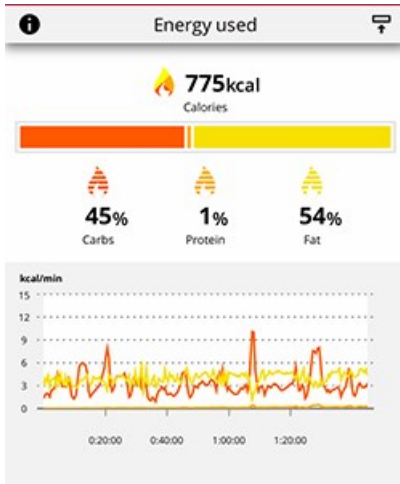 i Energy used
775kcal
Calories
45% 1% 54%
Carbs Protein Fat
kcal/min
15
12
9
6
3
0
0:20:00 0:40:00 1:00:00 1:20:00